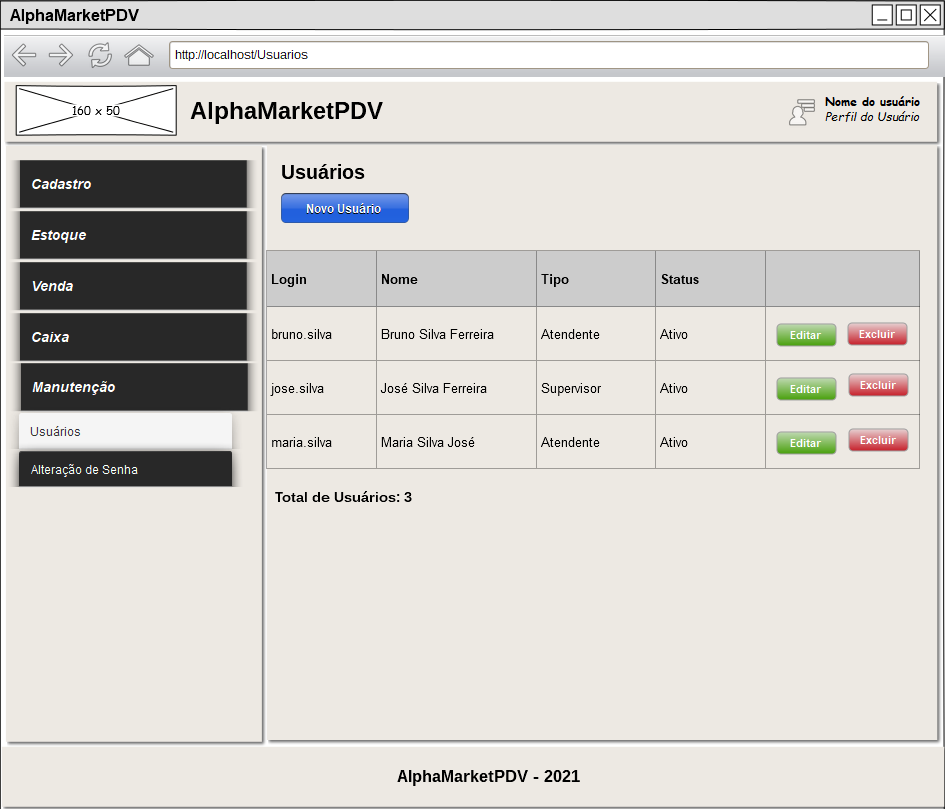 AlphaMarketPDV
http://localhost/Usuarios
160 x 50
AlphaMarketPDV
Nome do usuário
Perfil do Usuário
Cadastro
Estoque
Venda
Caixa
Manutenção
Usuários
Alteração de Senha
Usuários
Novo Usuário
Login Nome Tipo Status
bruno.silva Bruno Silva Ferreira Atendente Ativo Editar Excluir
jose.silva José Silva Ferreira Supervisor Ativo Editar Excluir
maria.silva Maria Silva José Atendente Ativo Editar Excluir
Total de Usuários: 3
AlphaMarketPDV - 2021